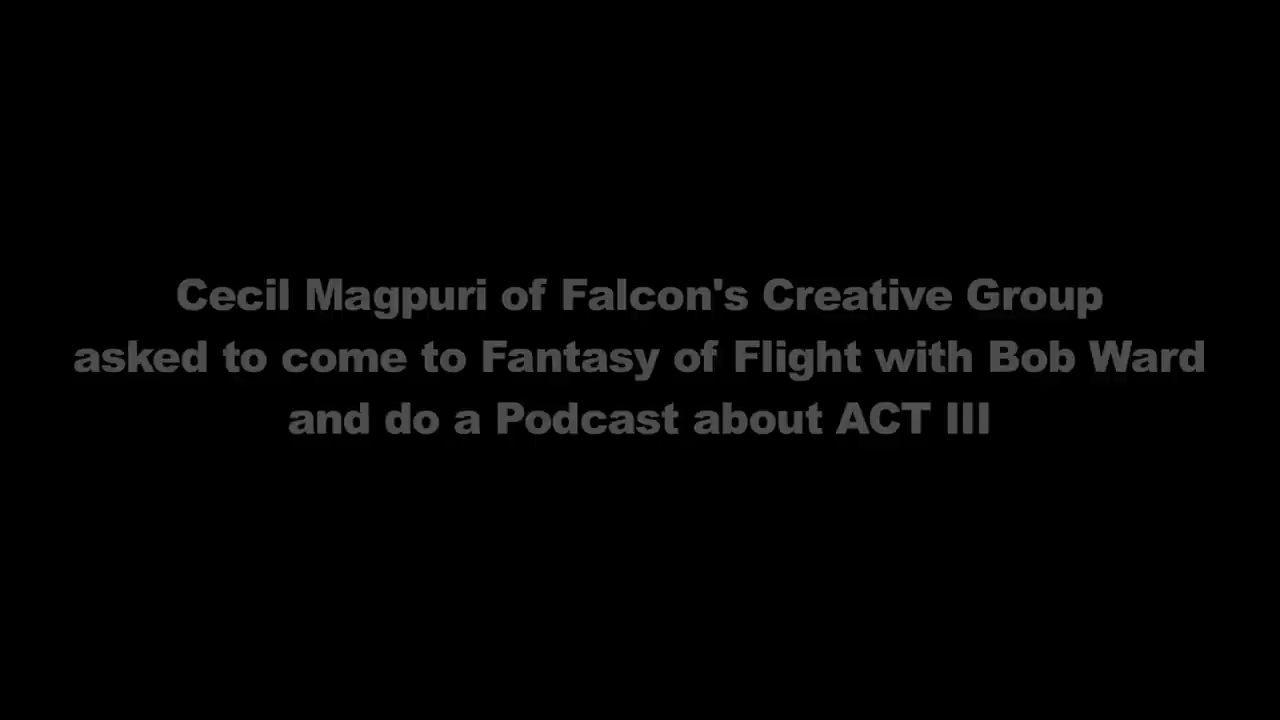 Cecil Magpuri of Falcon's Creative Group
asked to come to Fantasy of Flight with Bob Ward
and do a Podcast about ACT III